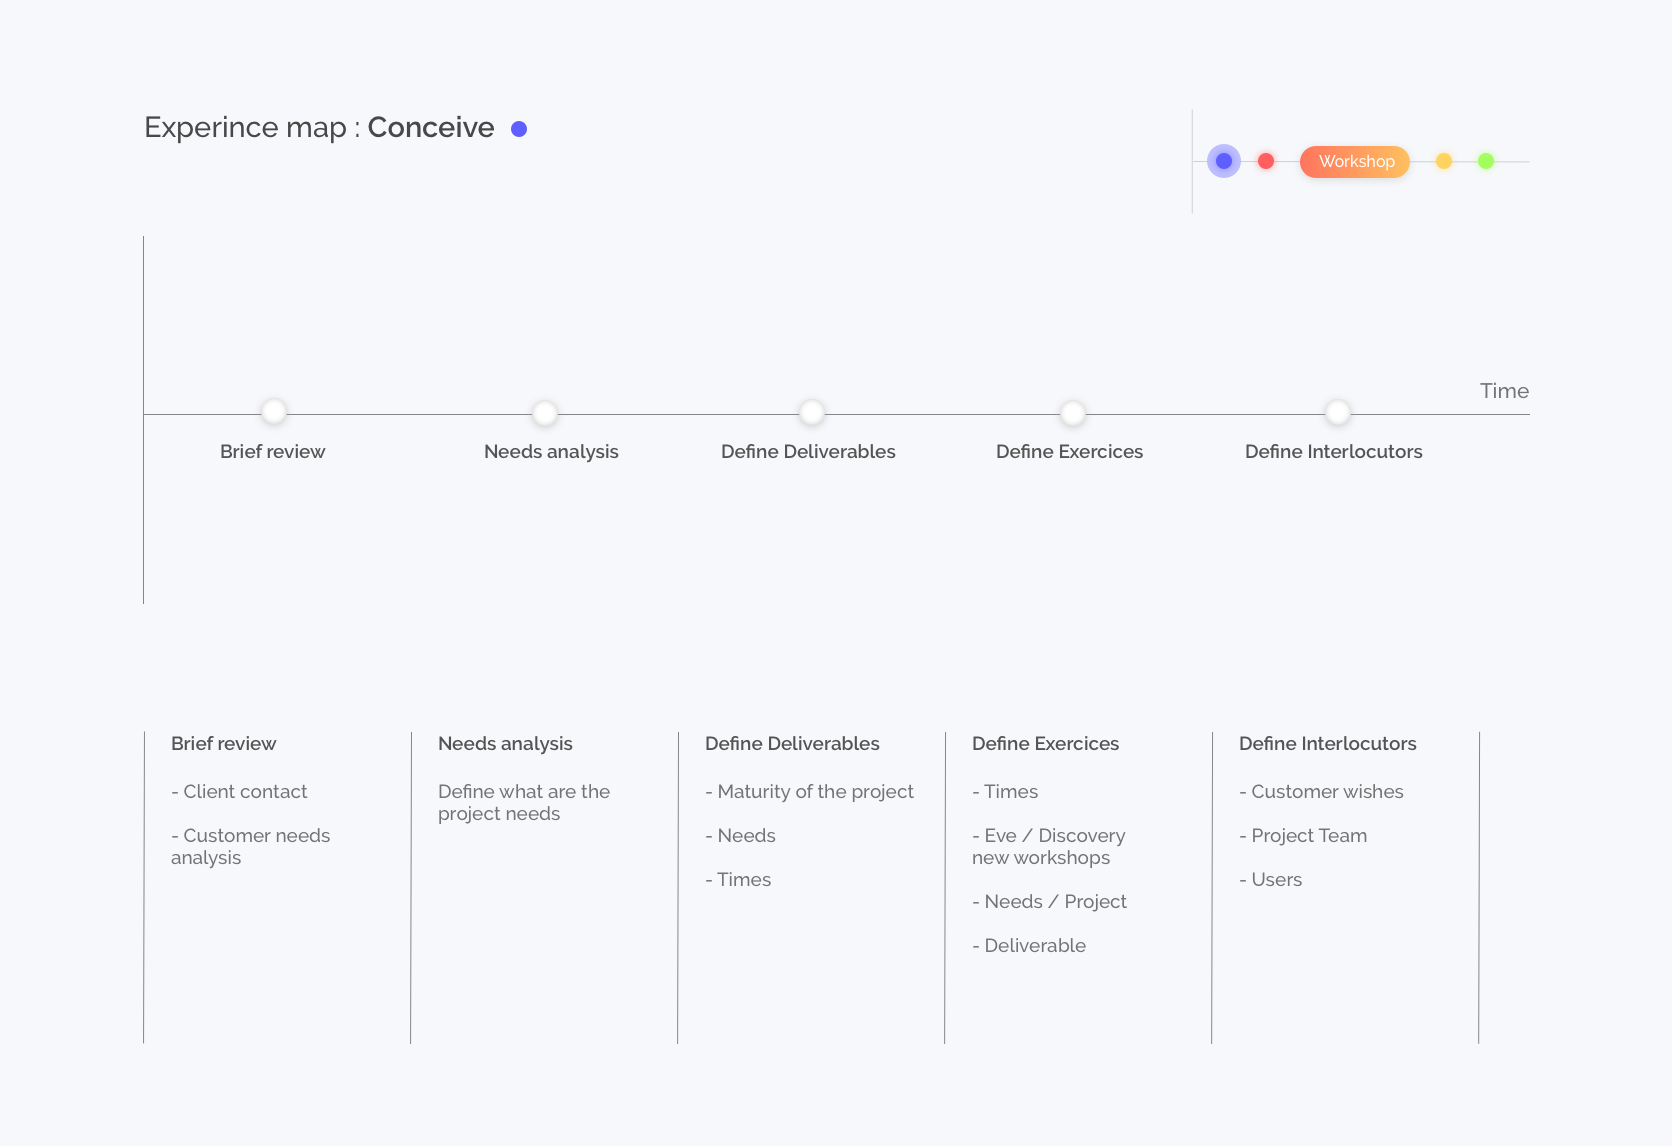 Experince map : Conceive
Workshop
Time
Brief review
Needs analysis
Define Deliverables
Define Exercices
Define Interlocutors
Brief review
- Client contact
- Customer needs
analysis
Needs analysis
Define what are the
project needs
Define Deliverables
- Maturity of the project
- Needs
- Times
Define Exercices
- Times
- Eve / Discovery
new workshops
- Needs / Project
- Deliverable
Define Interlocutors
- Customer wishes
- Project Team
- Users